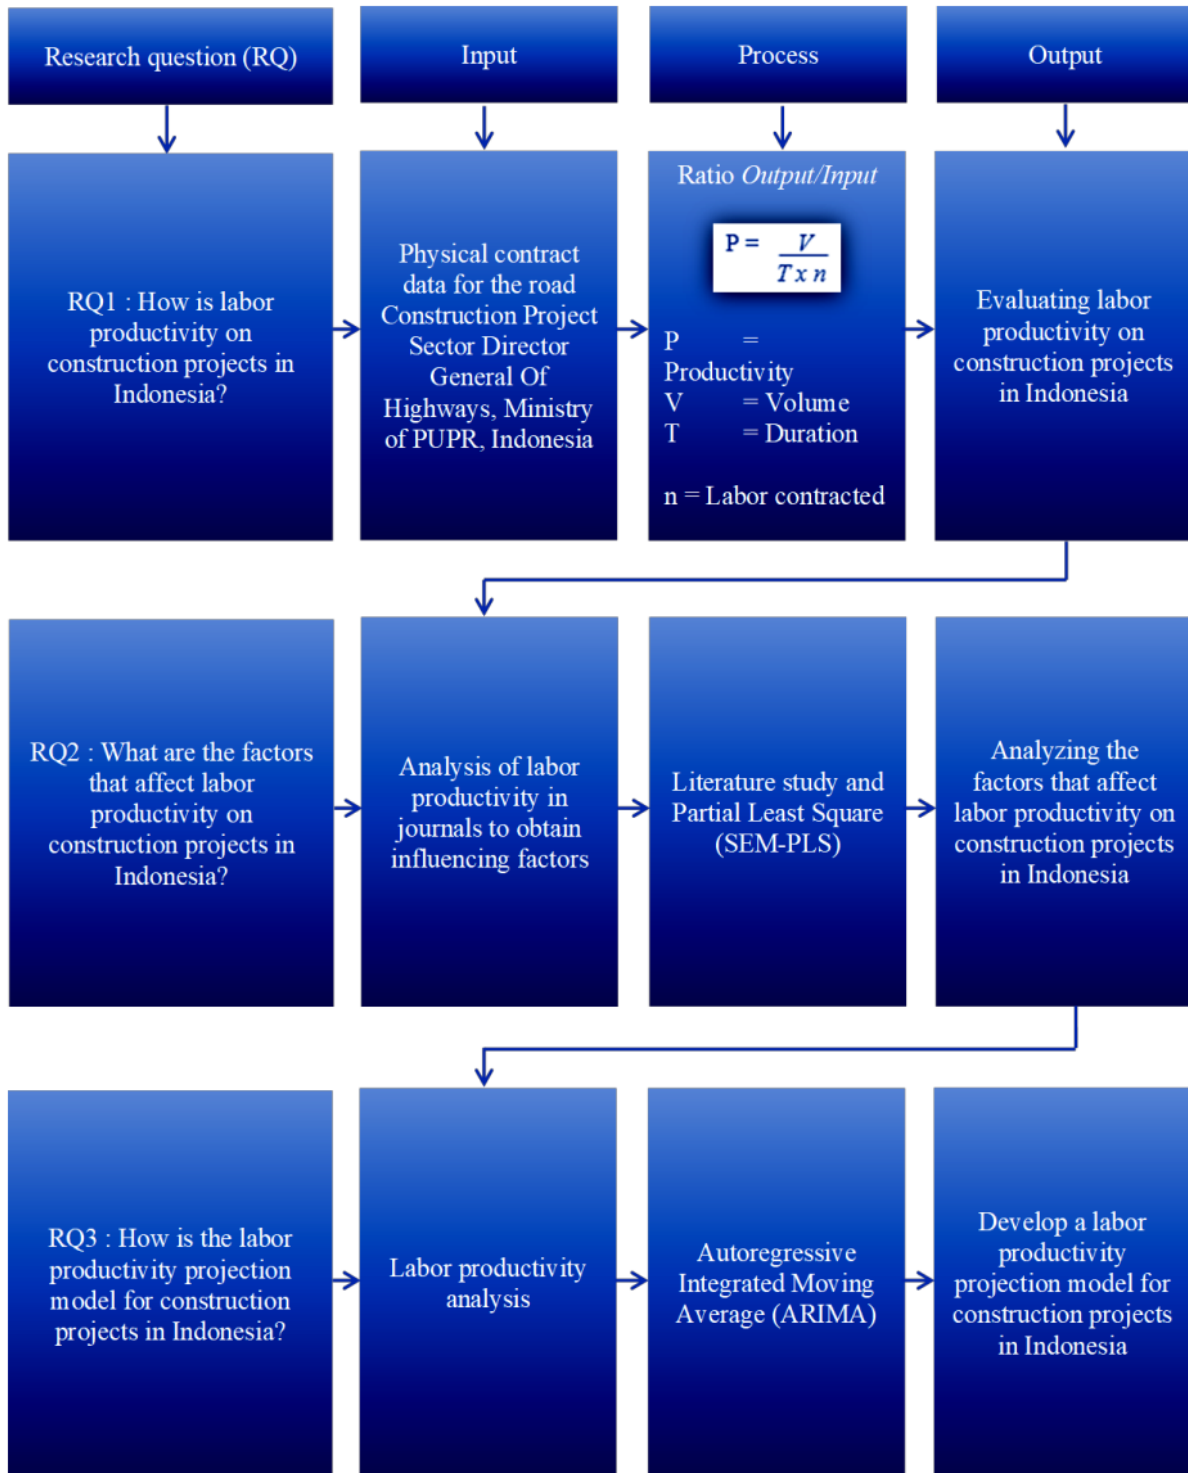 Research question (RQ)
Input
Process
Output
RQ1 : How is labor
productivity on
construction projects in
Indonesia?
Physical contract
data for the road
Construction Project
Sector Director
General Of
Highways, Ministry
of PUPR, Indonesia
Ratio Output/Input
P = V
T x n
P =
Productivity
V = Volume
T = Duration
n = Labor contracted
Evaluating labor
productivity on
construction projects
in Indonesia
RQ2 : What are the factors
that affect labor
productivity on
construction projects in
Indonesia?
Analysis of labor
productivity in
journals to obtain
influencing factors
Literature study and
Partial Least Square
(SEM-PLS)
Analyzing the
factors that affect
labor productivity on
construction projects
in Indonesia
RQ3 : How is the labor
productivity projection
model for construction
projects in Indonesia?
Labor productivity
analysis
Autoregressive
Integrated Moving
Average (ARIMA)
Develop a labor
productivity
projection model for
construction projects
in Indonesia